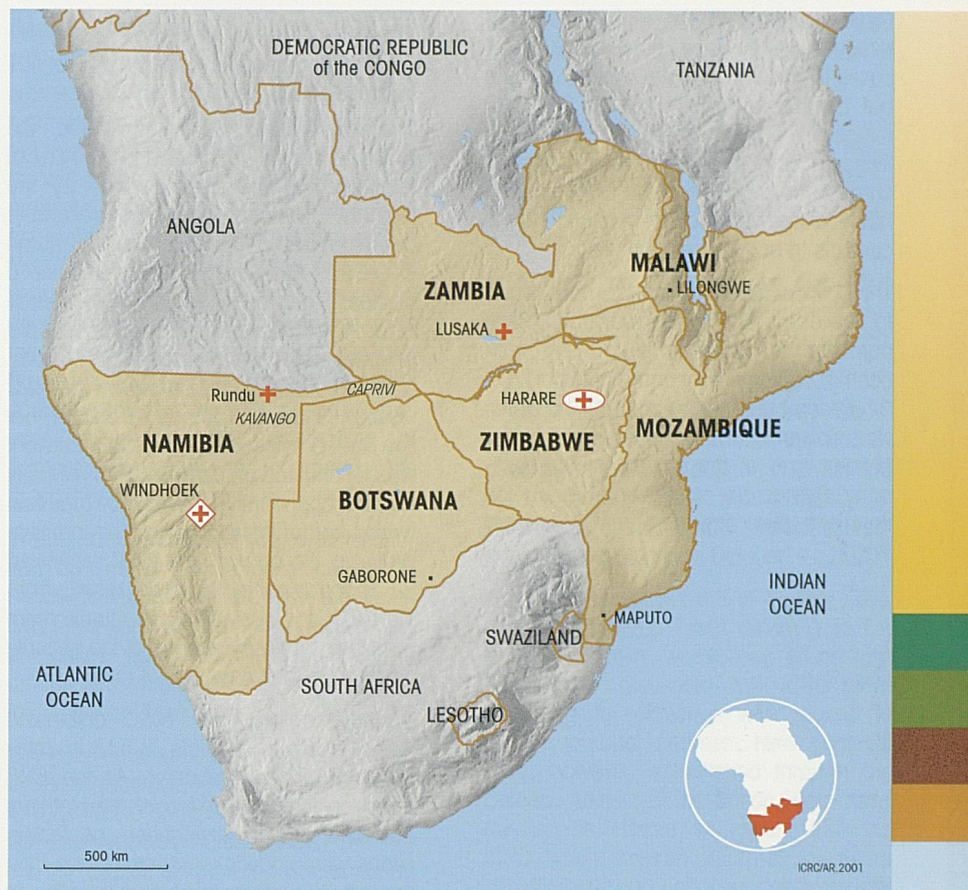 DEMOCRATIC REPUBLIC
of the CONGO
TANZANIA
ANGOLA
MALAWI
LILONGWE
ZAMBIA
LUSAKA
CAPRIVI
Rundu
KAVANGO
HARARE
NAMIBIA
ZIMBABWE
MOZAMBIQUE
WINDHOEK
BOTSWANA
GABORONE
INDIAN
OCEAN
MAPUTO
SWAZILAND
ATLANTIC
OCEAN
SOUTH AFRICA
LESOTHO
500 km
ICRC/AR.2001